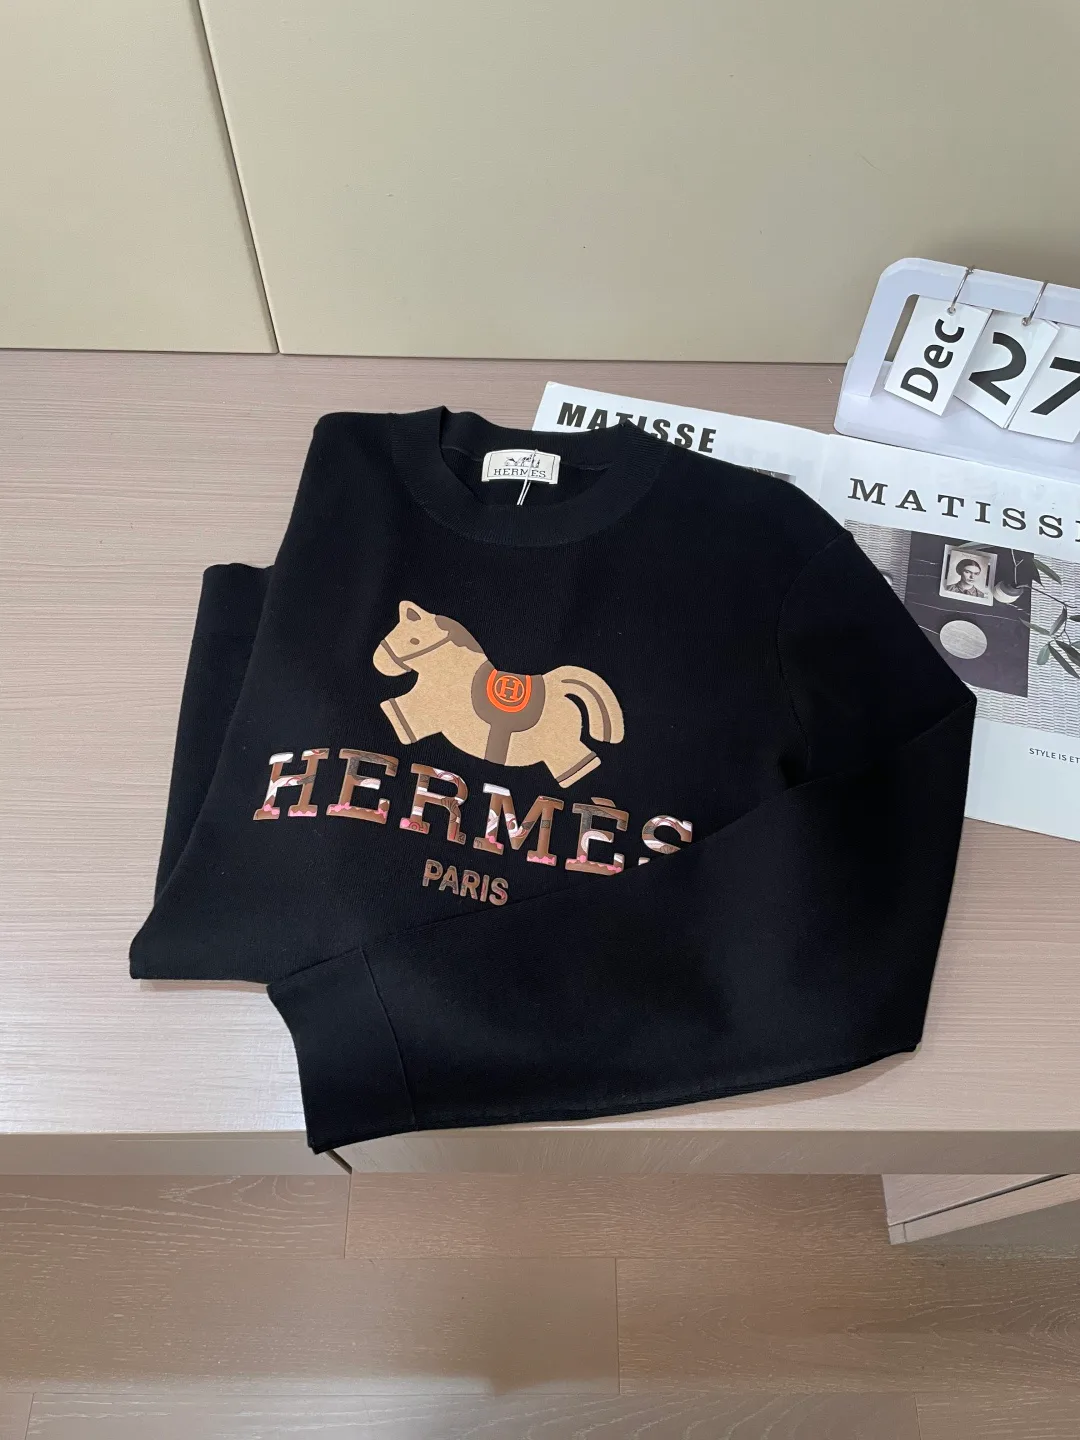 Dec 27
MATISSE
MATISSE
HERMES
H
HERMÈS
PARIS
STYLE IS ET